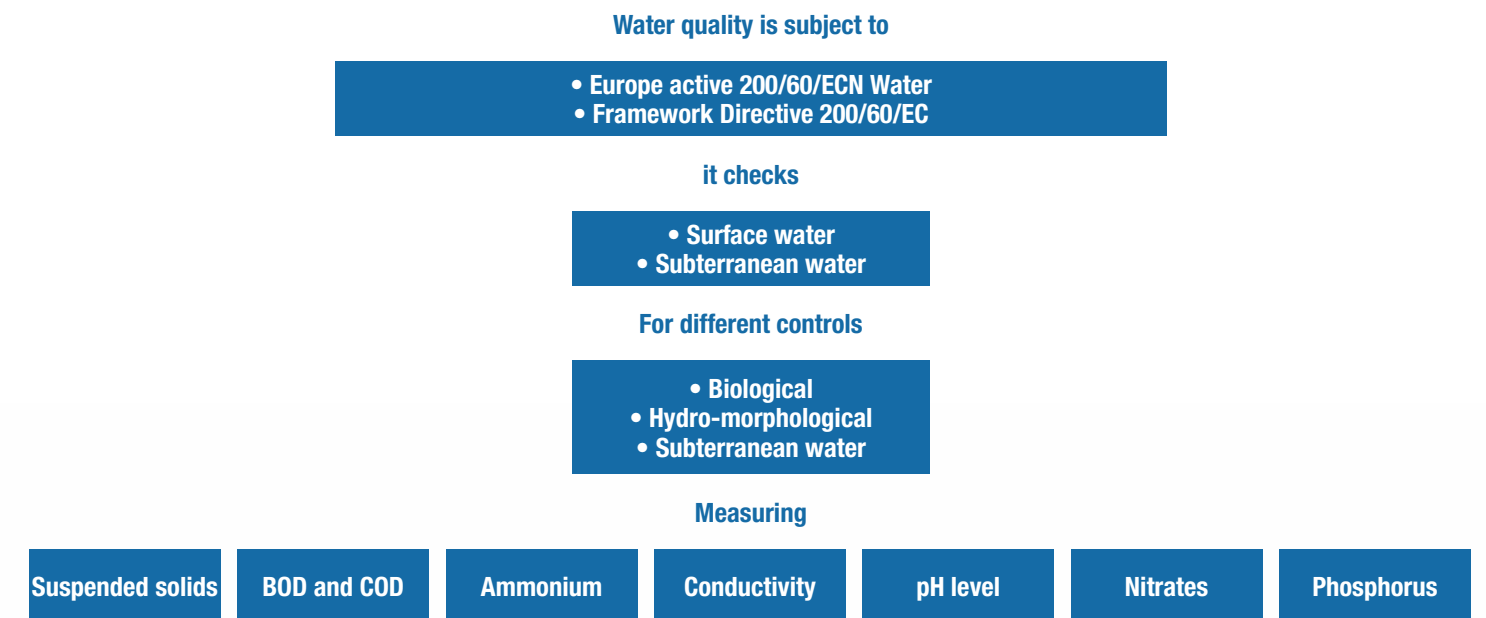 Water quality is subject to
• Europe active 200/60/ECN Water
• Framework Directive 200/60/EC
it checks
• Surface water
• Subterranean water
For different controls
• Biological
• Hydro-morphological
• Subterranean water
Measuring
Suspended solids
BOD and COD
Ammonium
Conductivity
pH level
Nitrates
Phosphorus